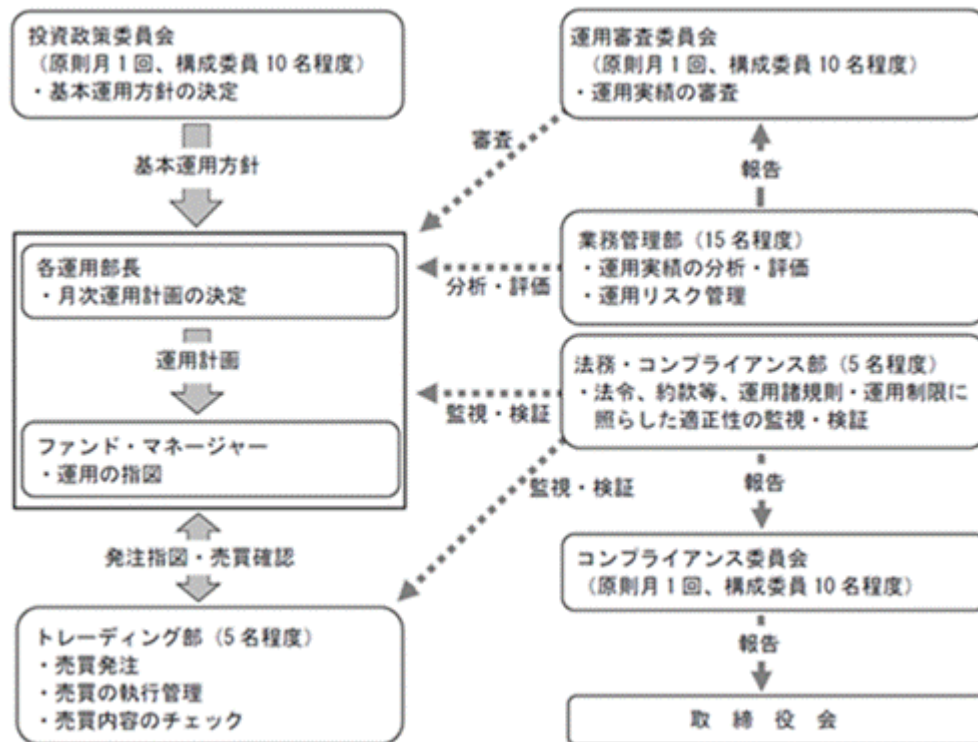 投資政策委員会
（原則月１回、構成委員 10 名程度）
・基本運用方針の決定
基本運用方針
各運用部長
・月次運用計画の決定
運用計画
ファンド・マネージャー
・運用の指図
発注指図・売買確認
トレーディング部（5 名程度）
・売買発注
・売買の執行管理
・売買内容のチェック
運用審査委員会
（原則月１回、構成委員 10 名程度）
・運用実績の審査
審査
報告
業務管理部（15 名程度）
・運用実績の分析・評価
・運用リスク管理
分析・評価
法務・コンプライアンス部（5 名程度）
・法令、約款等、運用諸規則・運用制限に
照らした適正性の監視・検証
監視・検証
監視・検証
報告
コンプライアンス委員会
（原則月１回、構成委員 10 名程度）
報告
取 締 役 会